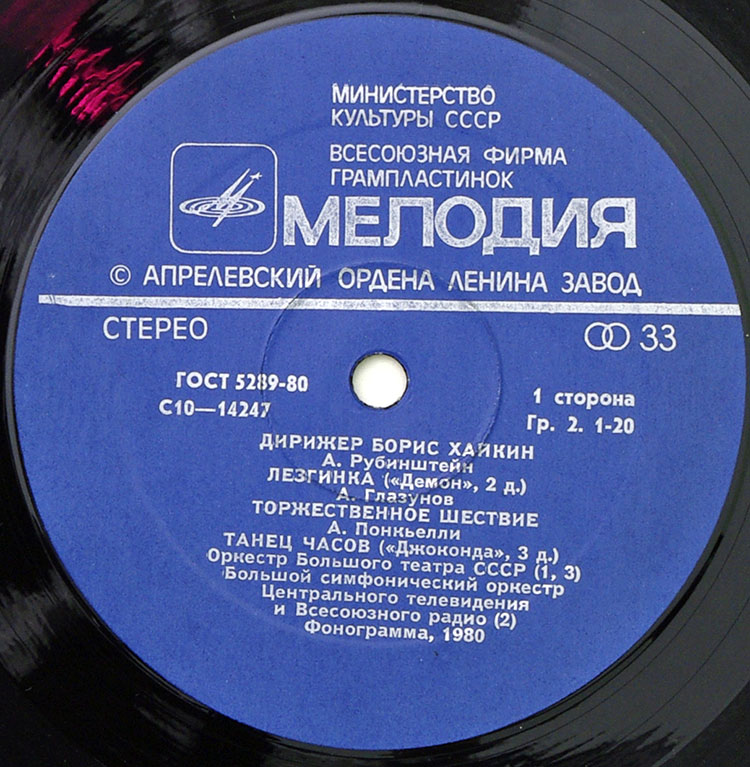 МИНИСТЕРСТВО
КУЛЬТУРЫ СССР
ВСЕСОЮЗНАЯ ФИРМА
ГРАМПЛАСТИНОК
МЕЛОДИЯ
© АПРЕЛЕВСКИЙ ОРДЕНА ЛЕНИНА ЗАВОД
СТЕРЕО
33
ГОСТ 5289-80
С10—14247
1 сторона
Гр. 2. 1-20
ДИРИЖЕР БОРИС ХАЙКИН
А. Рубинштейн
ЛЕЗГИНКА («Демон», 2 д.)
А. Глазунов
ТОРЖЕСТВЕННОЕ ШЕСТВИЕ
А. Понкьелли
ТАНЕЦ ЧАСОВ («Джоконда», 3 д.)
Оркестр Большого театра СССР (1, 3)
Большой симфонический оркестр
Центрального телевидения
и Всесоюзного радио (2)
Фонограмма, 1980